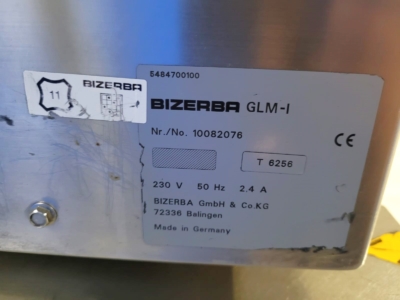 5464700100
11
BIZERBA
BIZERBA GLM-I
Nr./No. 10082076
T 6256
CE
230 V 50 Hz 2.4 A
BIZERBA GmbH & Co.KG
72336 Balingen
Made in Germany